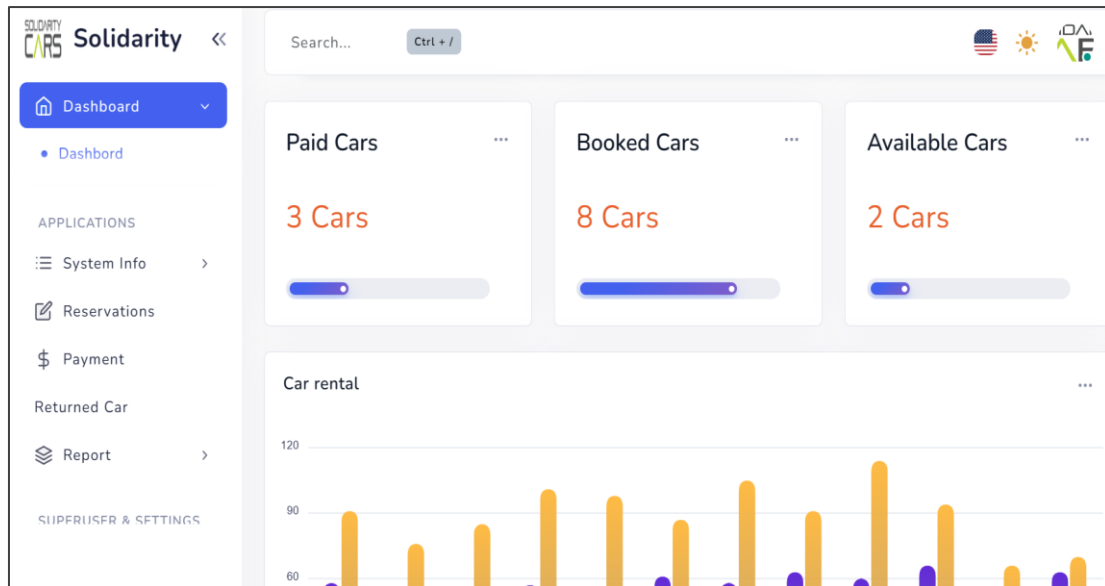 SOLIDARITY
CARS
Solidarity
Search...
Ctrl + /
Dashboard
Dashbord
APPLICATIONS
System Info
Reservations
Payment
Returned Car
Report
SUPERUSER & SETTINGS
Paid Cars
3 Cars
Booked Cars
8 Cars
Available Cars
2 Cars
Car rental
120
90
60